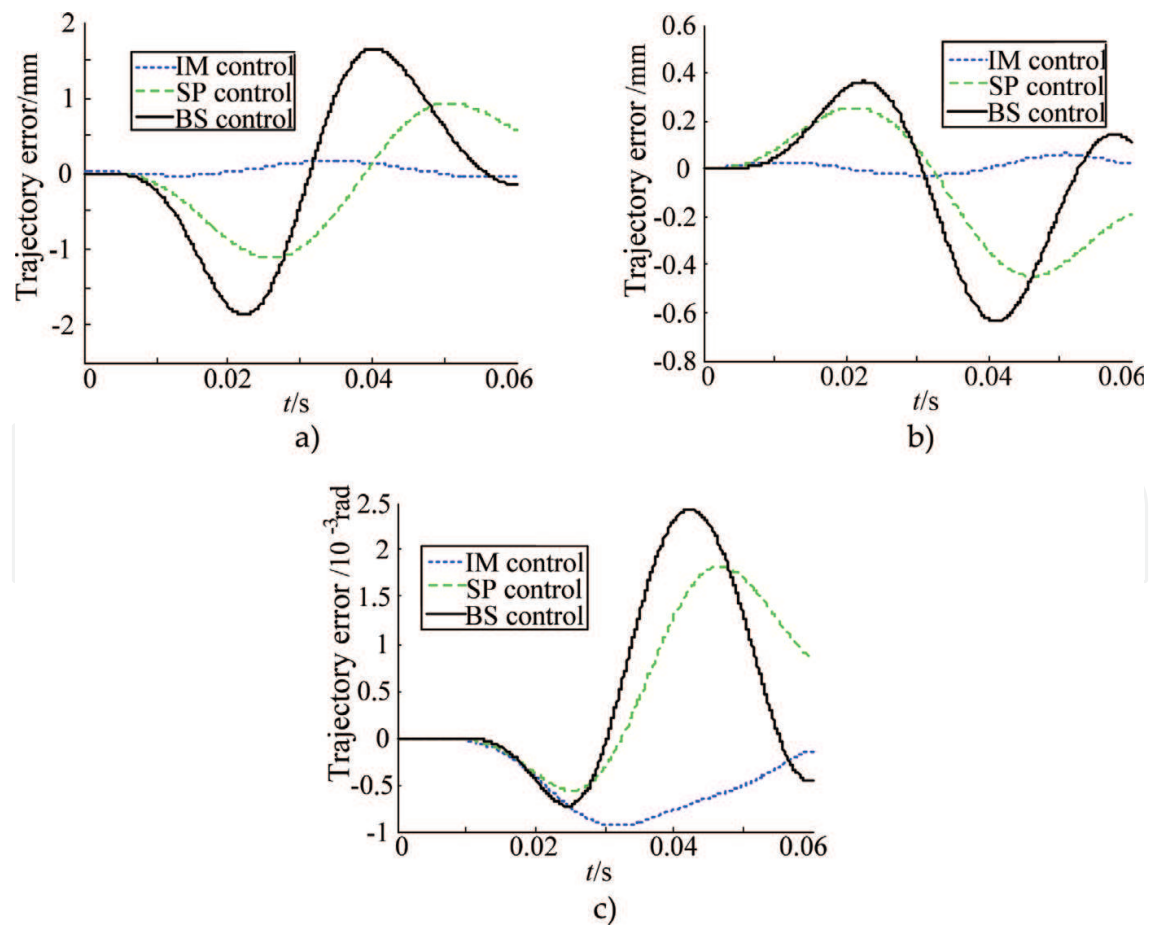 Trajectory error/mm
2
1
0
-1
-2
IM control
SP control
BS control
0
0.02
0.04
0.06
t/s
a)
Trajectory error /mm
0.6
0.4
0.2
0
-0.2
-0.4
-0.6
-0.8
IM control
SP control
BS control
0
0.02
0.04
0.06
t/s
b)
Trajectory error /10 -3 rad
2.5
2
1.5
1
0.5
0
-0.5
-1
IM control
SP control
BS control
0
0.02
0.04
0.06
t/s
c)